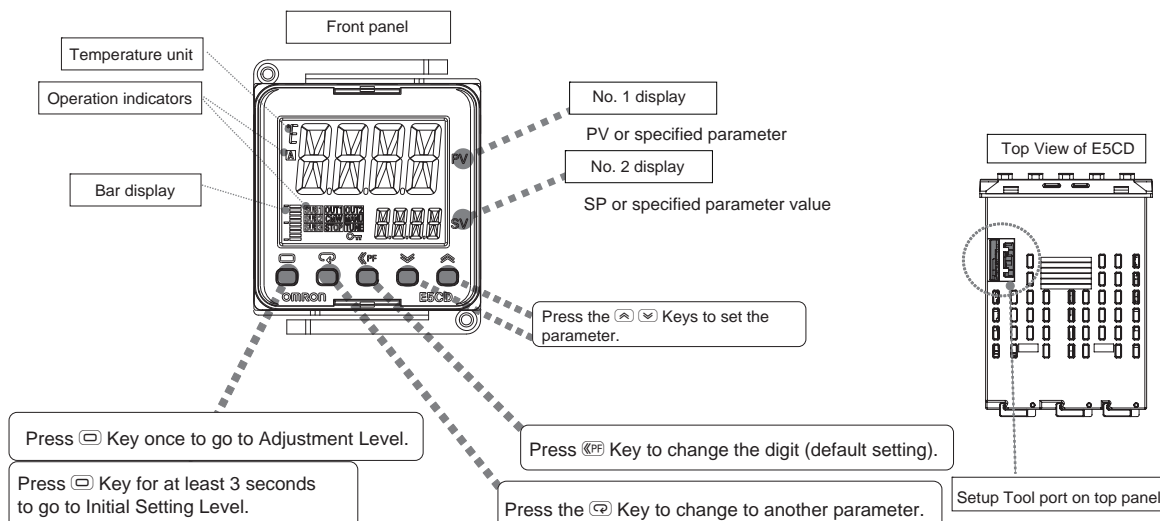 Front panel
Temperature unit
Operation indicators
Bar display
No. 1 display
PV or specified parameter
No. 2 display
SP or specified parameter value
PV
SV
PF
OMRON
E5CD
Press the Keys to set the
parameter.
Press Key once to go to Adjustment Level.
Press Key for at least 3 seconds
to go to Initial Setting Level.
Press PF Key to change the digit (default setting).
Press the Key to change to another parameter.
Top View of E5CD
Setup Tool port on top panel